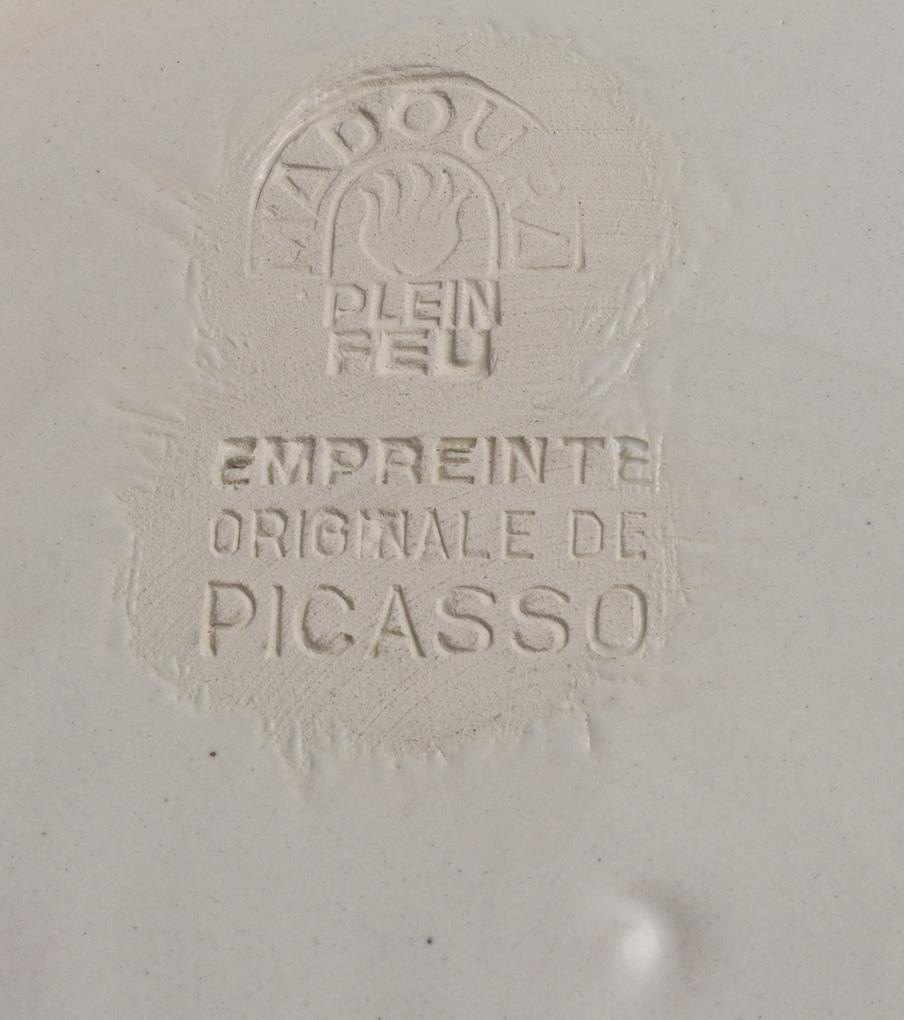 MADOURA
PLEIN
FEU
EMPREINTE
ORIGINALE DE
PICASSO